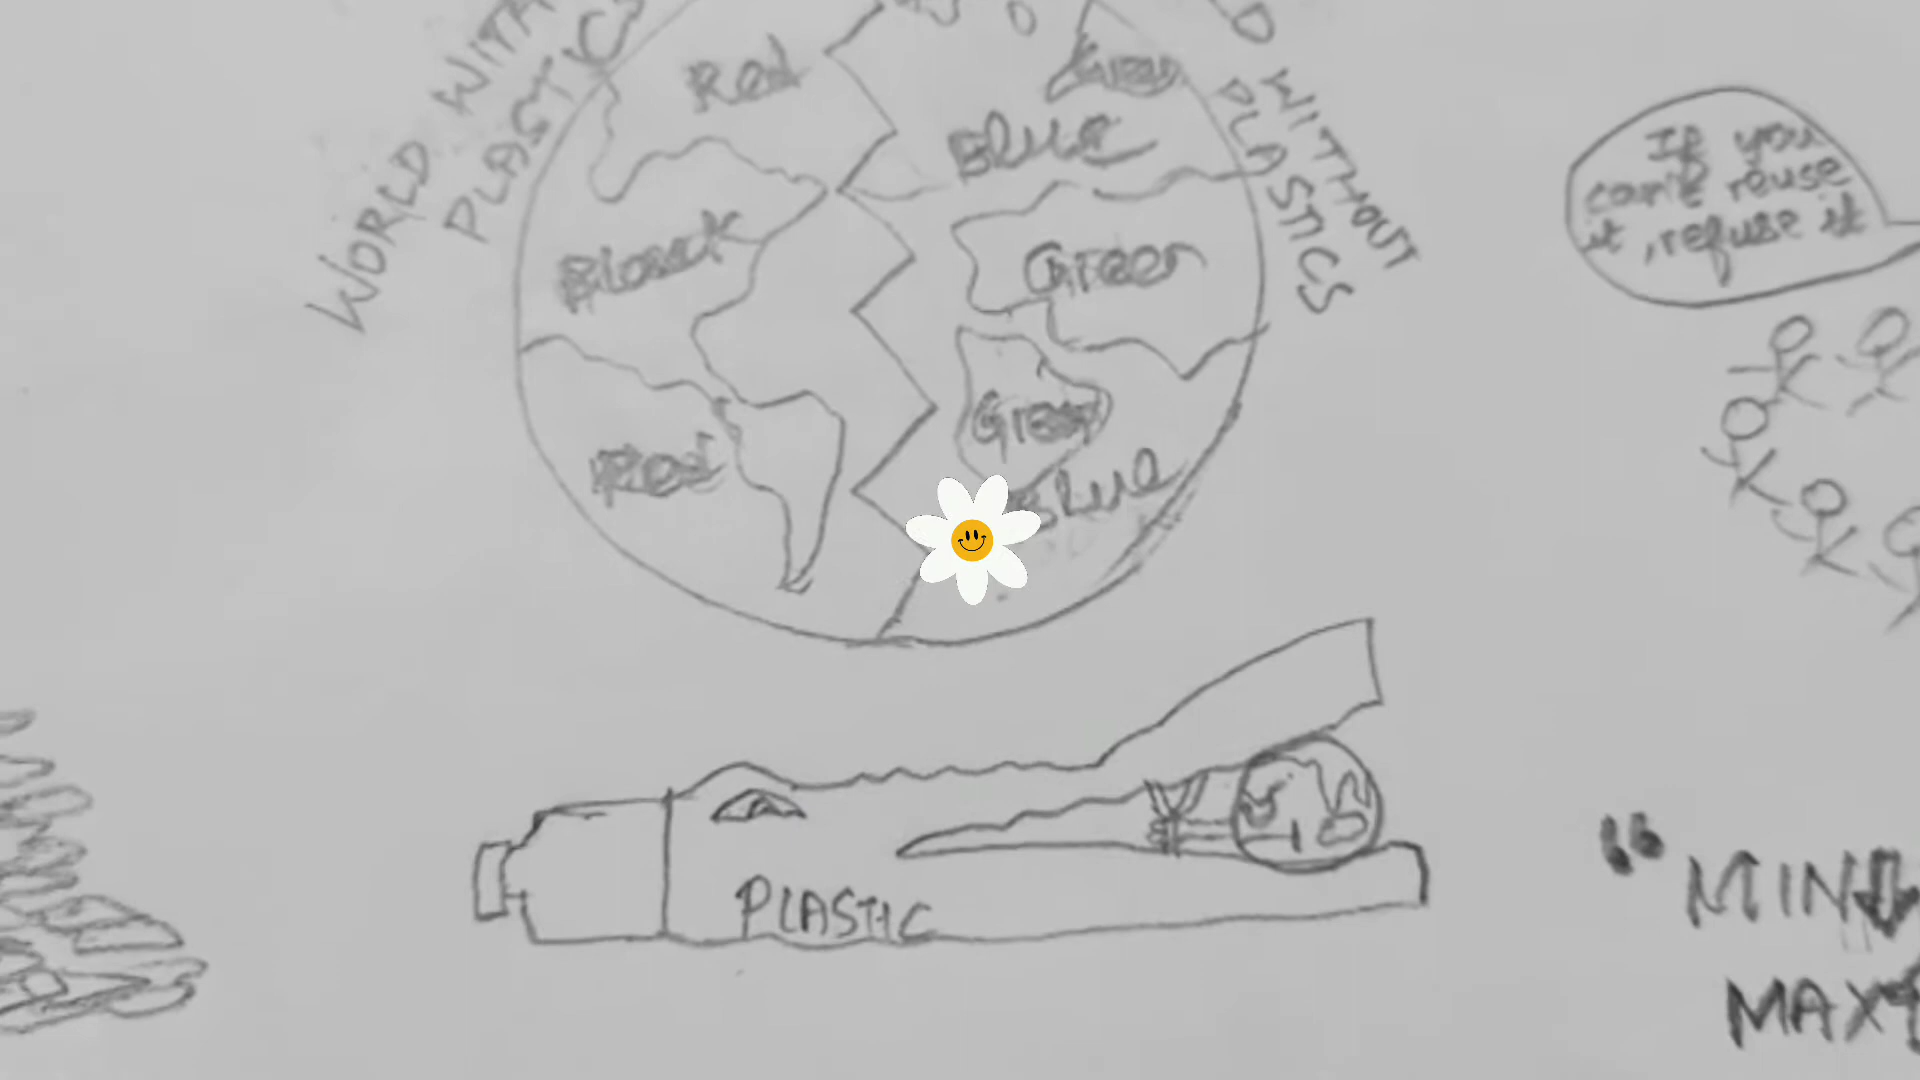 WORLD WITH
PLASTICS
WITHOUT
PLASTICS
Red
Blue
Black
Green
Red
Green
Blue
If you
can't reuse
it, refuse it
PLASTIC
" MIN
MAX